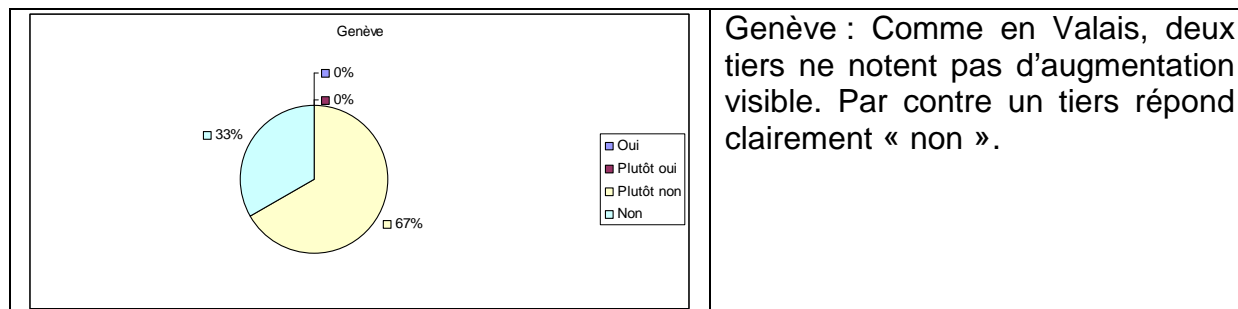 Genève
0%
0%
33%
67%
Oui
Plutôt oui
Plutôt non
Non
Genève : Comme en Valais, deux
tiers ne notent pas d'augmentation
visible. Par contre un tiers répond
clairement « non ».